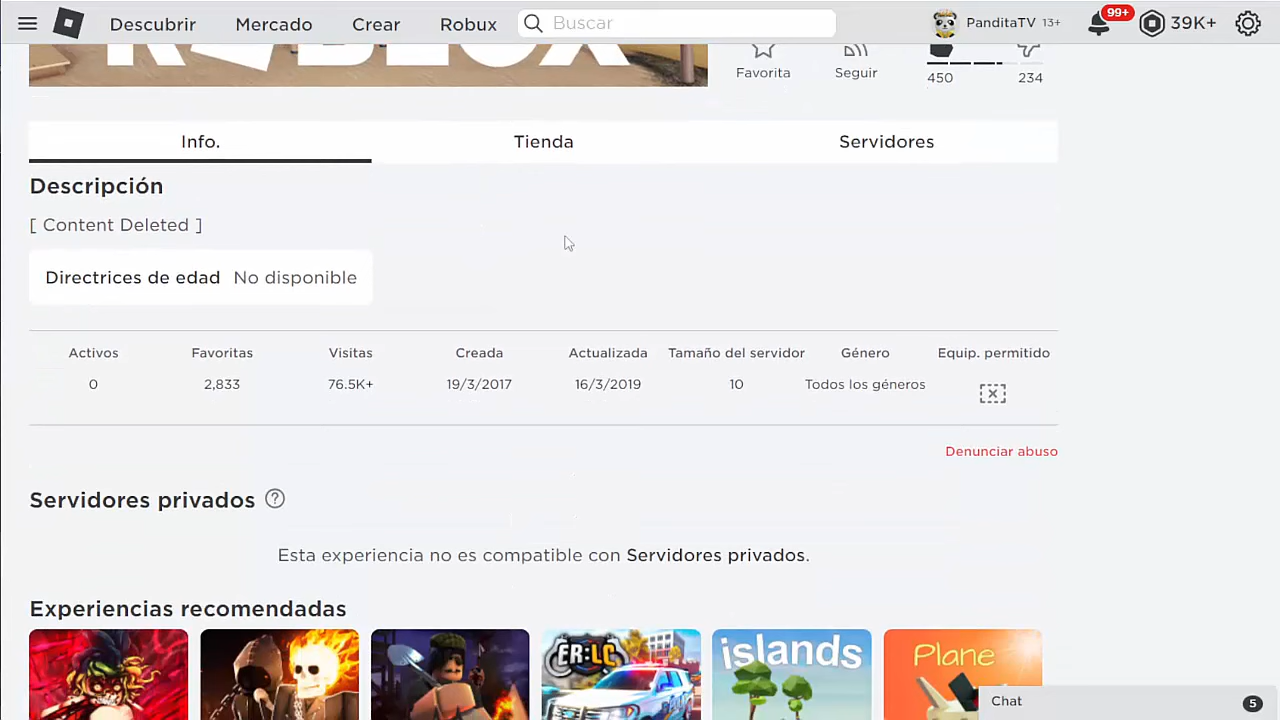 Descubrir Mercado Crear Robux Buscar PanditaTV 13+ 99+ 39K+
ROBLOX
Favorita Seguir 450 234
Info. Tienda Servidores
Descripción
[ Content Deleted ]
Directrices de edad No disponible
Activos Favoritas Visitas Creada Actualizada Tamaño del servidor Género Equip. permitido
0 2,833 76.5K+ 19/3/2017 16/3/2019 10 Todos los géneros
Denunciar abuso
Servidores privados ?
Esta experiencia no es compatible con Servidores privados.
Experiencias recomendadas
ER:LC islands Plane
Chat 5